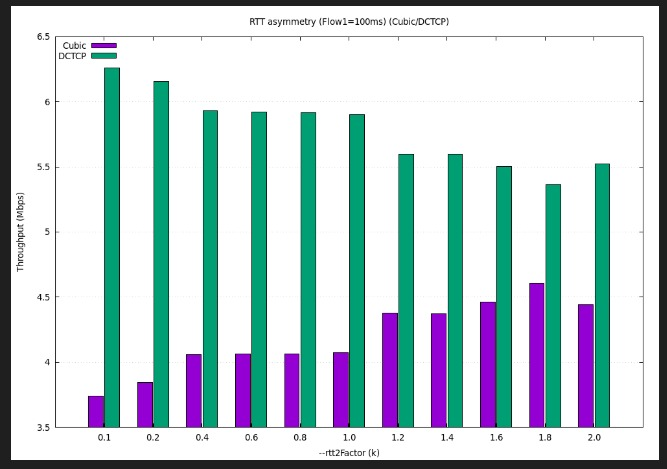 RTT asymmetry (Flow1=100ms) (Cubic/DCTCP)
Cubic
DCTCP
6.5
6
5.5
5
4.5
4
3.5
Throughput (Mbps)
0.1 0.2 0.4 0.6 0.8 1.0 1.2 1.4 1.6 1.8 2.0
--rtt2Factor (k)